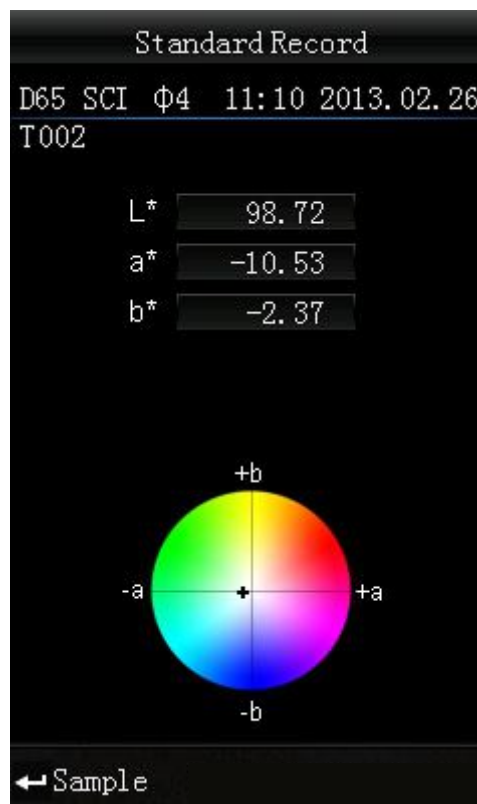 Standard Record
D65 SCI Φ4 11:10 2013.02.26
T002
L* 98.72
a* -10.53
b* -2.37
+b
-a +a
-b
Sample